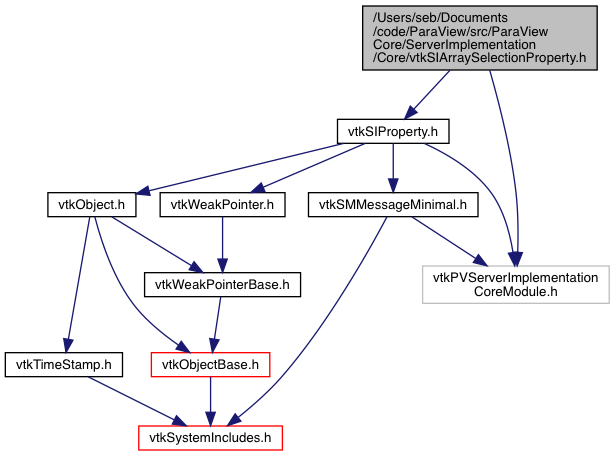 /Users/seb/Documents
/code/ParaView/src/ParaView
Core/ServerImplementation
/Core/vtkSIArraySelectionProperty.h
vtkSIProperty.h
vtkObject.h
vtkWeakPointer.h
vtkSMMessageMinimal.h
vtkWeakPointerBase.h
vtkPVServerImplementation
CoreModule.h
vtkTimeStamp.h
vtkObjectBase.h
vtkSystemIncludes.h